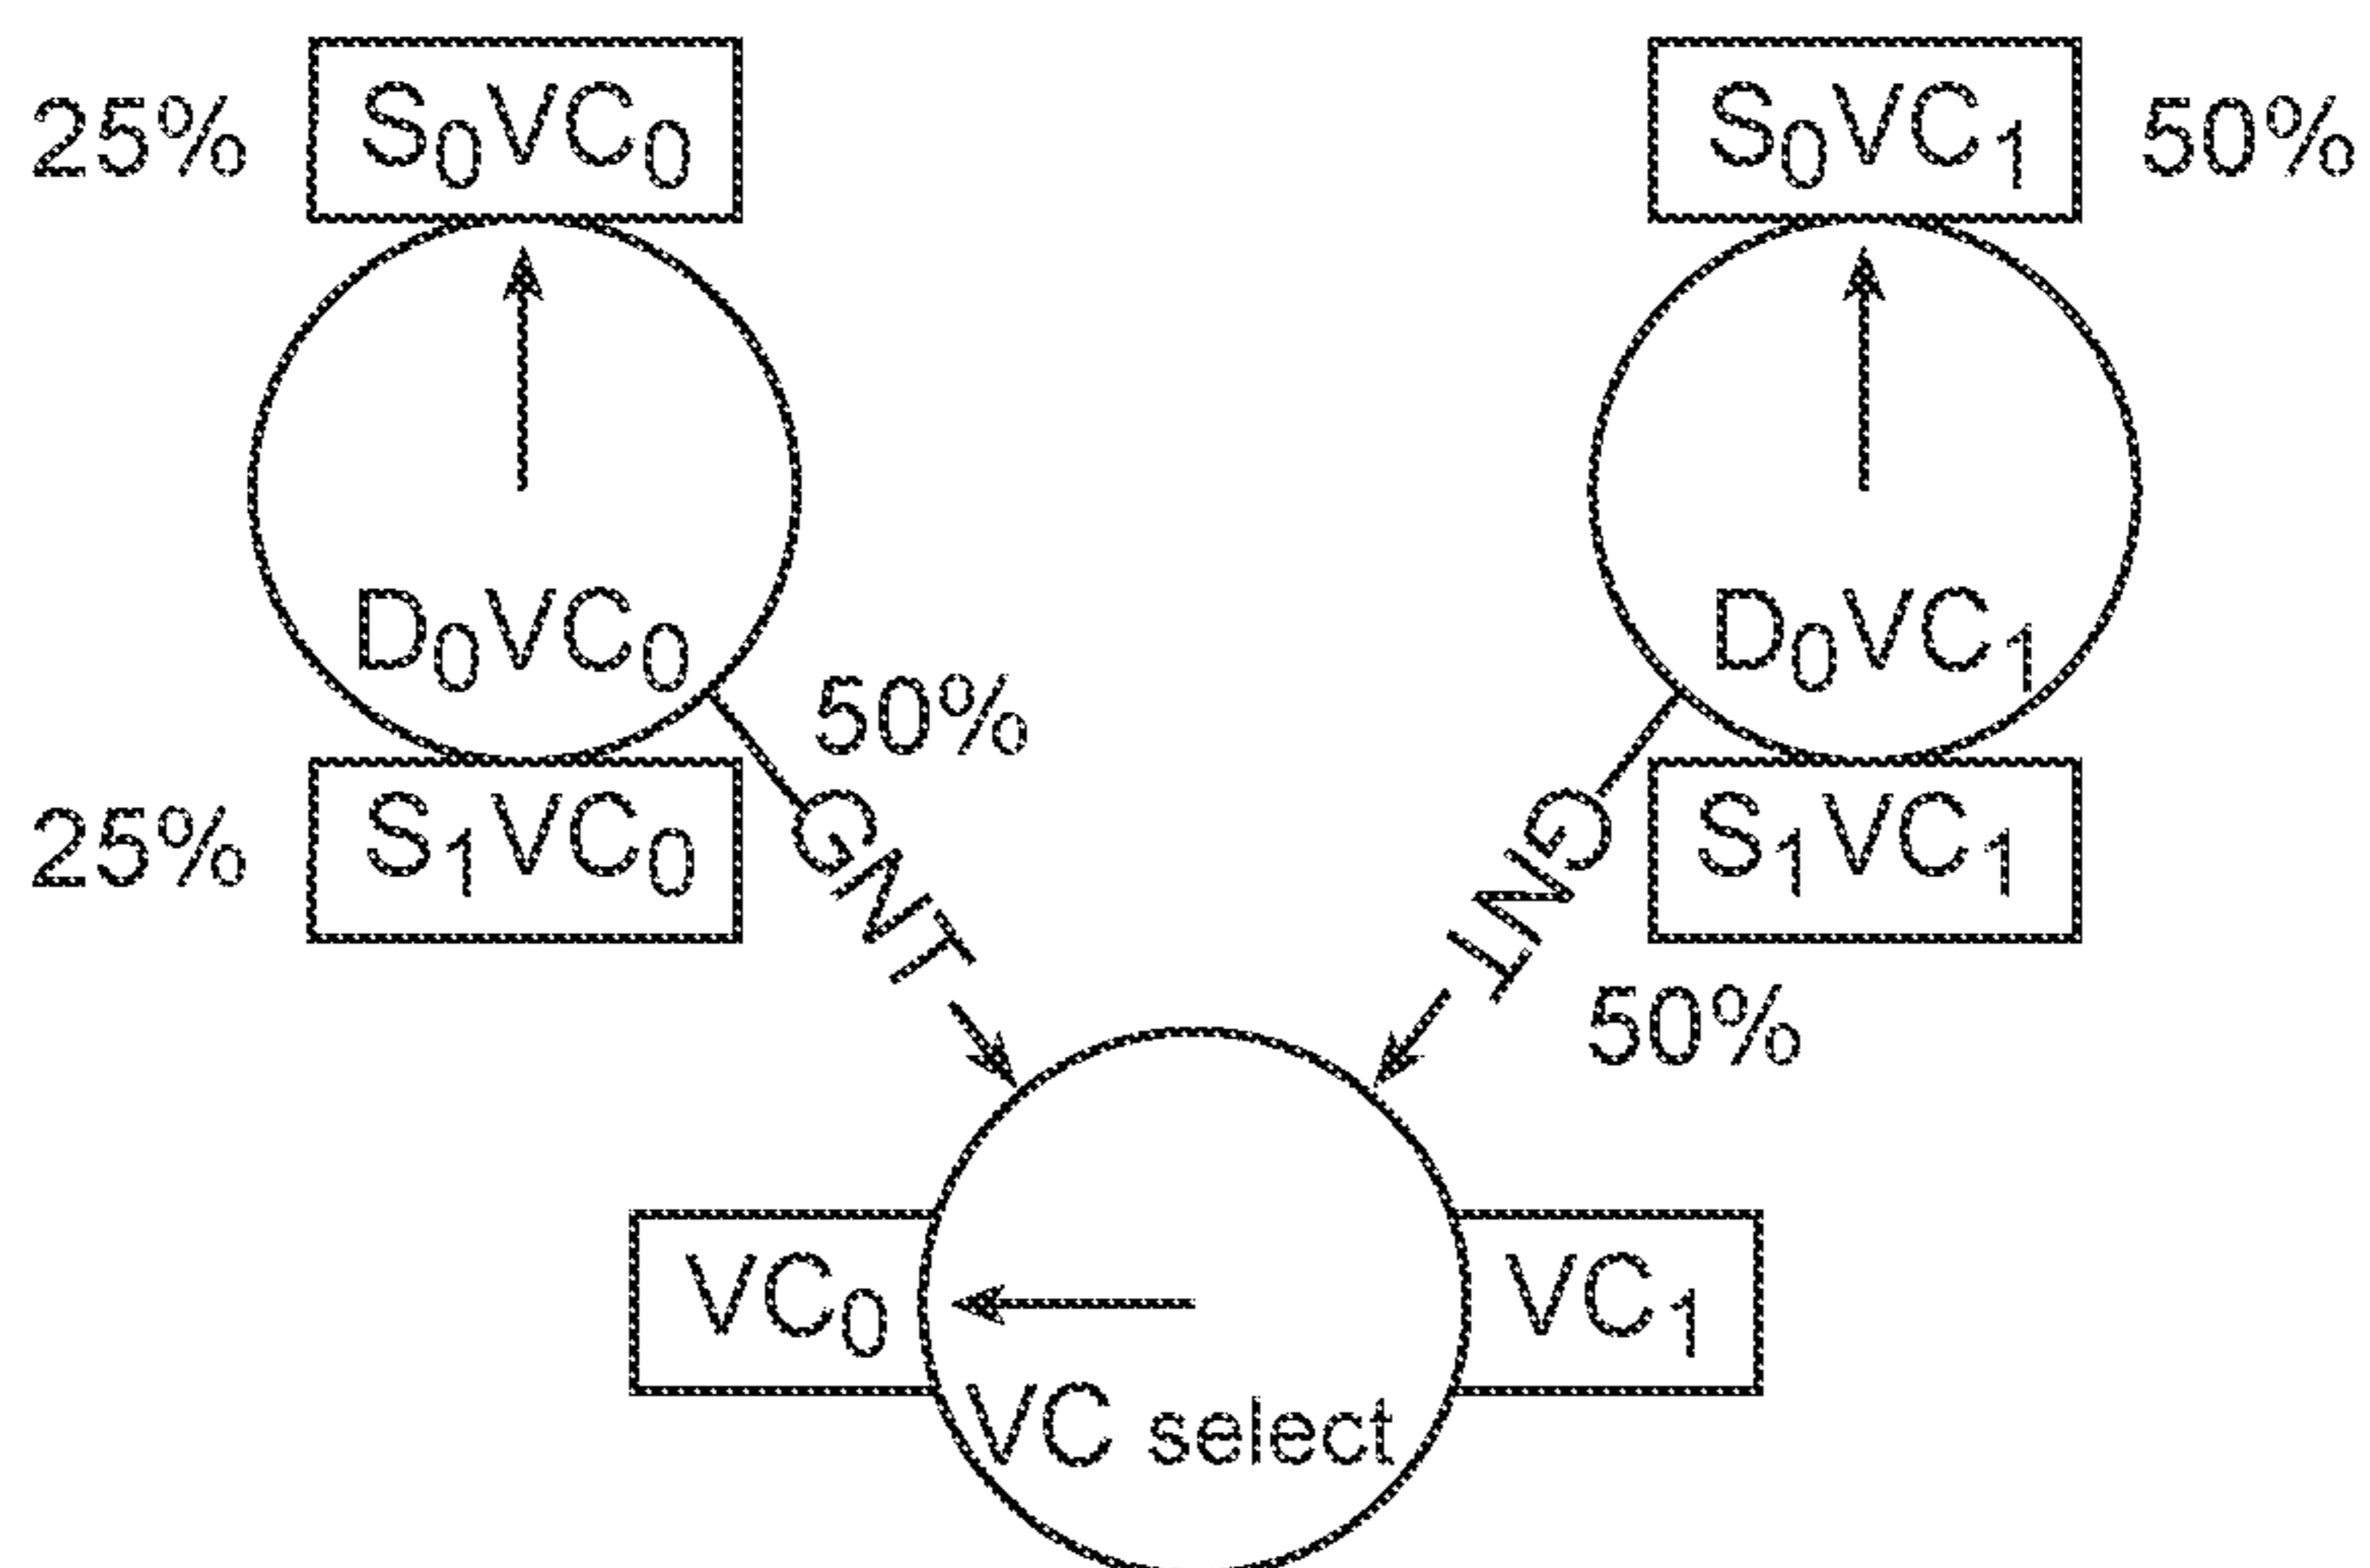 25% S₀VC₀
S₀VC₁ 50%
D₀VC₀
D₀VC₁
50%
25% S₁VC₀
GNT
GNT
S₁VC₁
50%
VC₀
VC₁
VC select